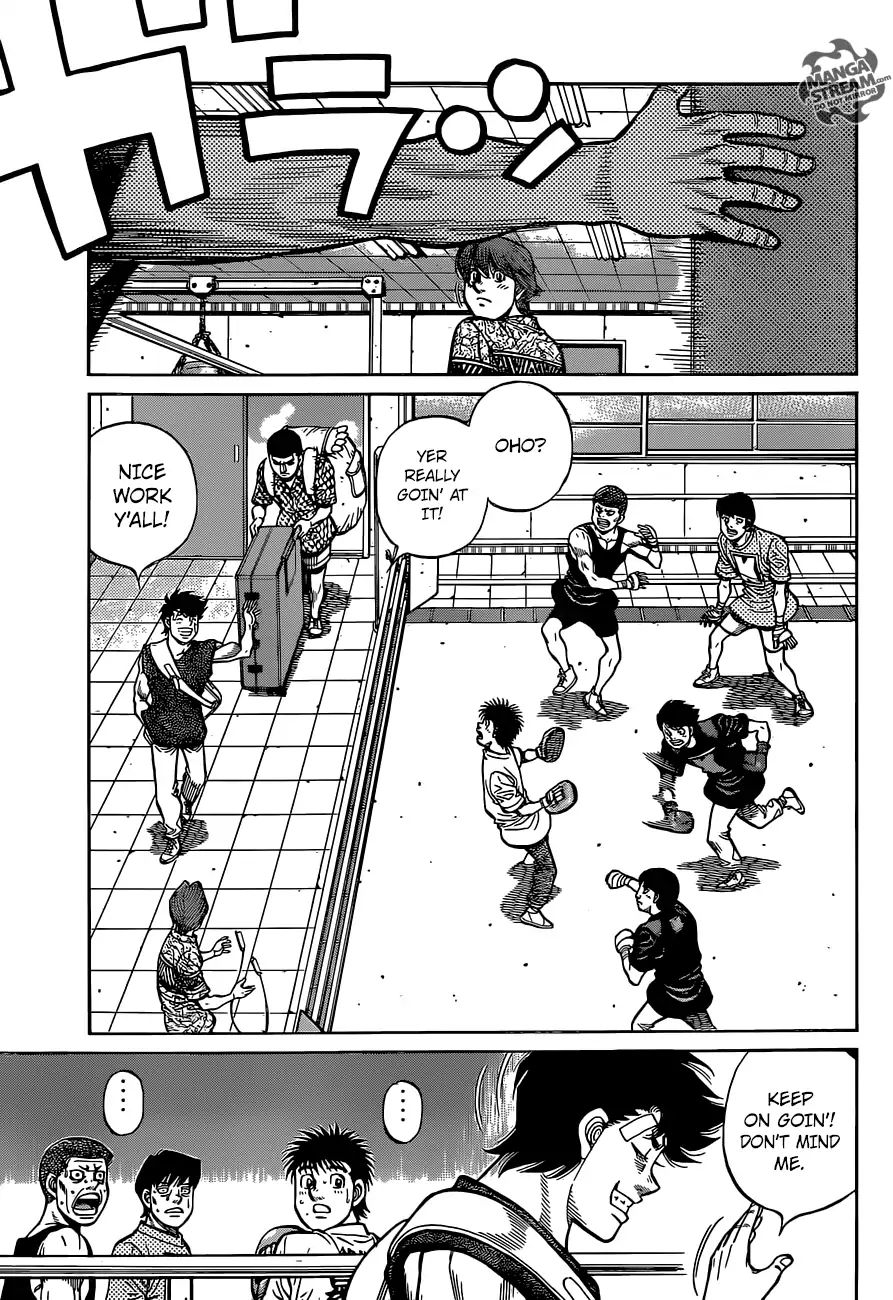 ガラッ
MANGA
STREAM.com
DO NOT MIRROR
OHO?
YER
REALLY
GOIN' AT
IT!
NICE
WORK
Y'ALL!
...
...
KEEP
ON GOIN'!
DON'T MIND
ME.